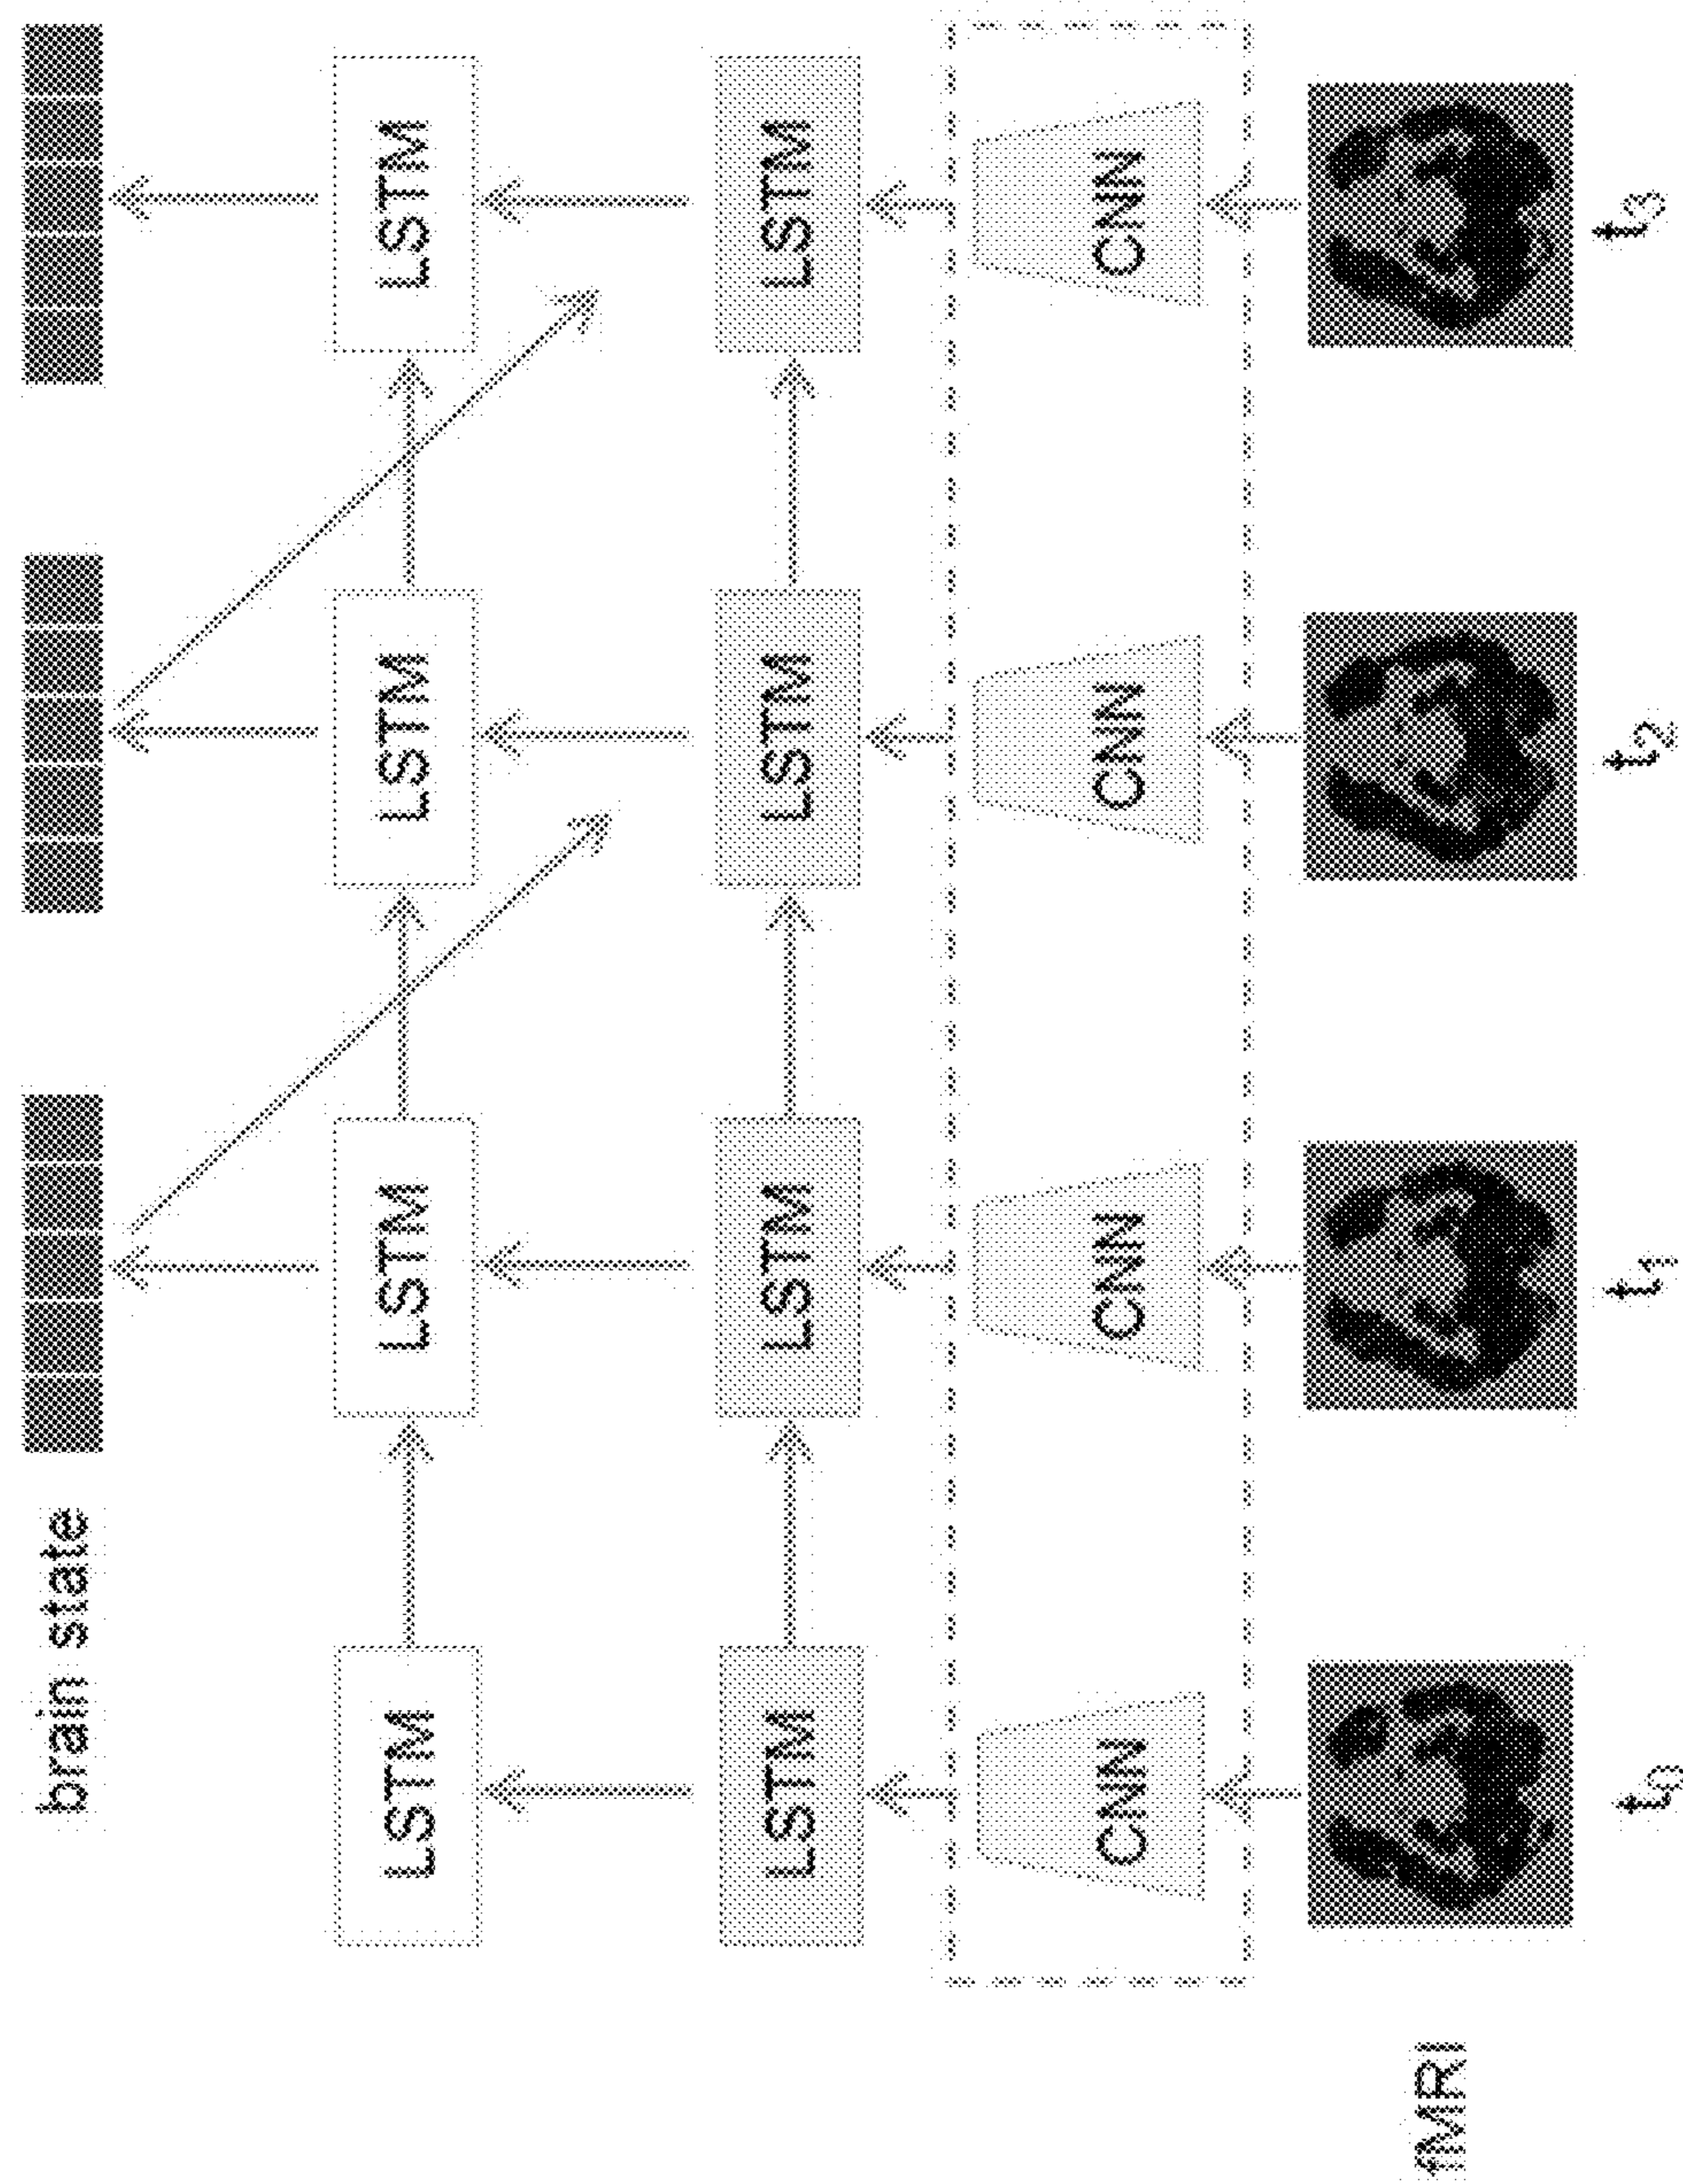 brain state
LSTM LSTM LSTM LSTM
LSTM LSTM LSTM LSTM
CNN CNN CNN CNN
fMRI
t₀ t₁ t₂ t₃